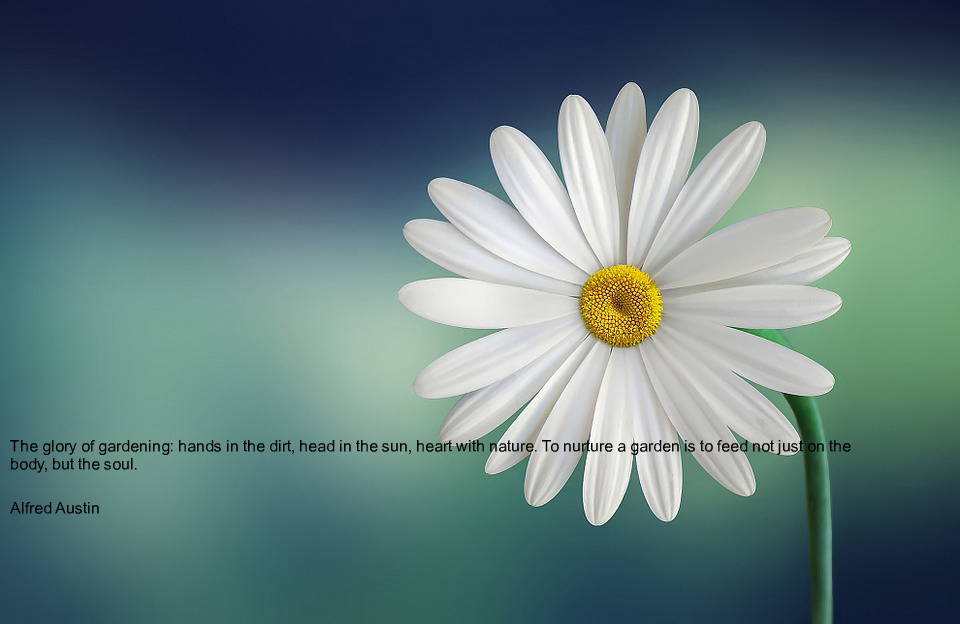 The glory of gardening: hands in the dirt, head in the sun, heart with nature. To nurture a garden is to feed not just on the
body, but the soul.
Alfred Austin